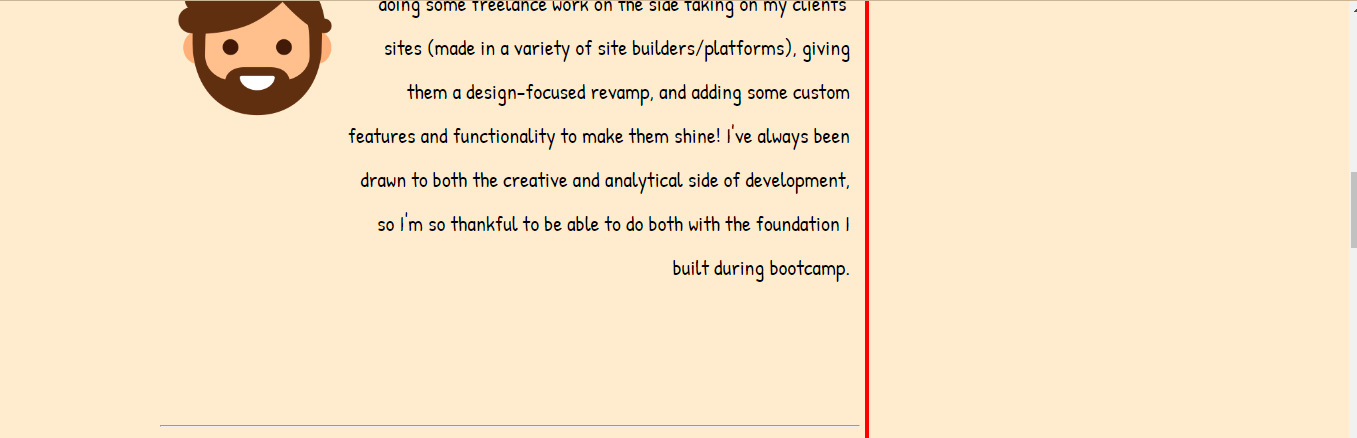 doing some freelance work on the side taking on my clients'
sites (made in a variety of site builders/platforms), giving
them a design-focused revamp, and adding some custom
features and functionality to make them shine! I've always been
drawn to both the creative and analytical side of development,
so I'm so thankful to be able to do both with the foundation I
built during bootcamp.